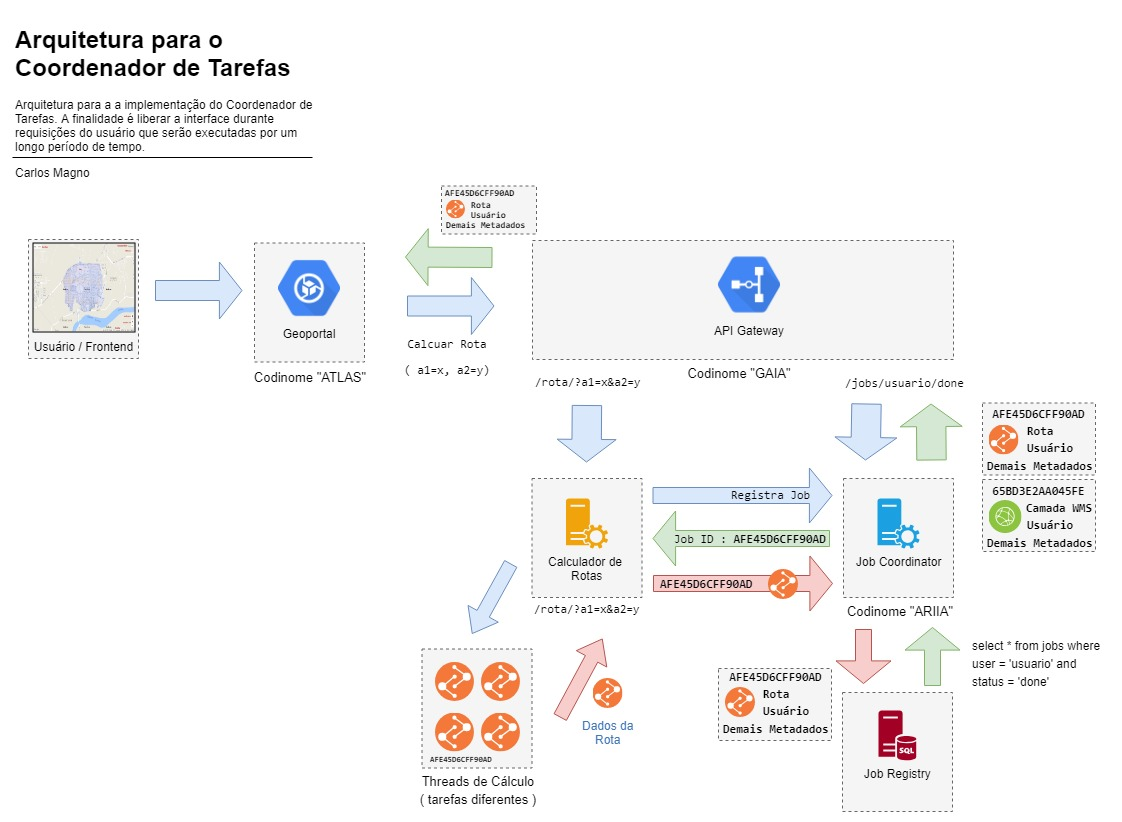 Arquitetura para o
Coordenador de Tarefas
Arquitetura para a a implementação do Coordenador de
Tarefas. A finalidade é liberar a interface durante
requisições do usuário que serão executadas por um
longo período de tempo.
Carlos Magno
AFE45D6CFF90AD
Rota
Usuário
Demais Metadados
Usuário / Frontend
Geoportal
Codinome "ATLAS"
Calcuar Rota
( a1=x, a2=y)
API Gateway
Codinome "GAIA"
/rota/?a1=x&a2=y
/jobs/usuario/done
AFE45D6CFF90AD
Rota
Usuário
Demais Metadados
65BD3E2AA045FE
Camada WMS
Usuário
Demais Metadados
Registra Job
Job ID : AFE45D6CFF90AD
AFE45D6CFF90AD
Calculador de
Rotas
/rota/?a1=x&a2=y
Job Coordinator
Codinome "ARIIA"
select * from jobs where
user = 'usuario' and
status = 'done'
AFE45D6CFF90AD
Rota
Usuário
Demais Metadados
SQL
Job Registry
Dados da
Rota
AFE45D6CFF90AD
Threads de Cálculo
( tarefas diferentes )